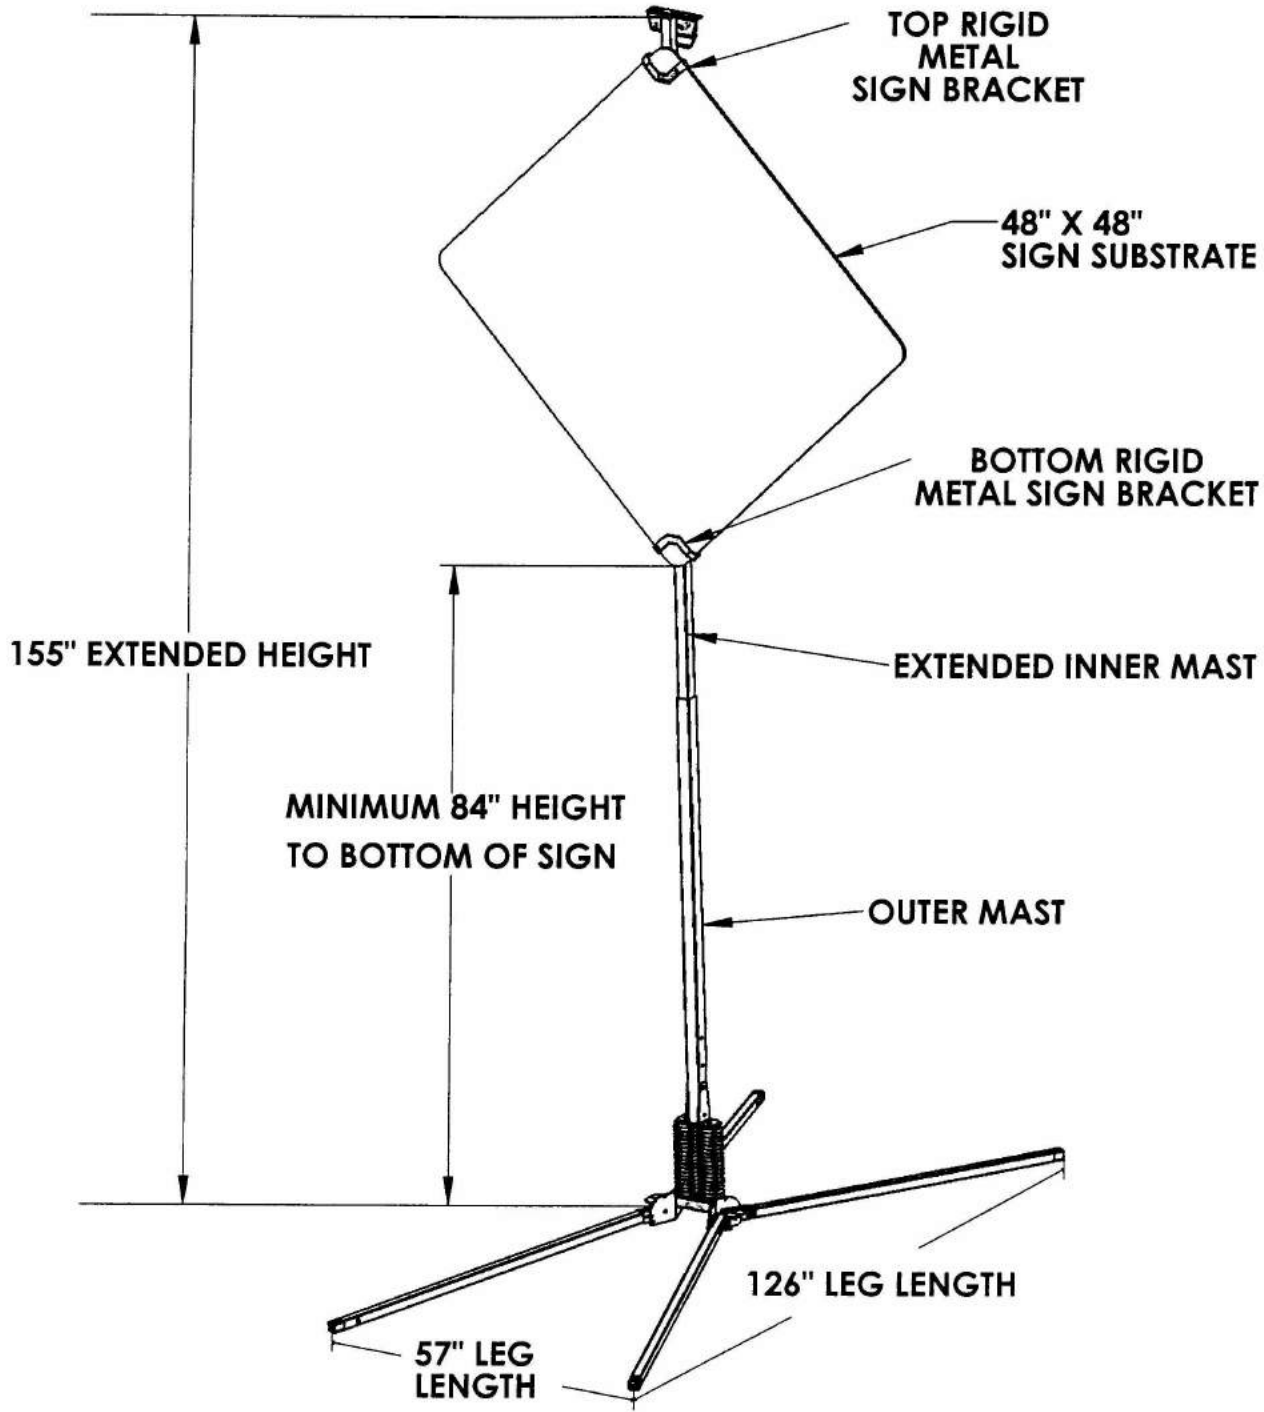 TOP RIGID
METAL
SIGN BRACKET
48" X 48"
SIGN SUBSTRATE
BOTTOM RIGID
METAL SIGN BRACKET
155" EXTENDED HEIGHT
EXTENDED INNER MAST
MINIMUM 84" HEIGHT
TO BOTTOM OF SIGN
OUTER MAST
126" LEG LENGTH
57" LEG
LENGTH